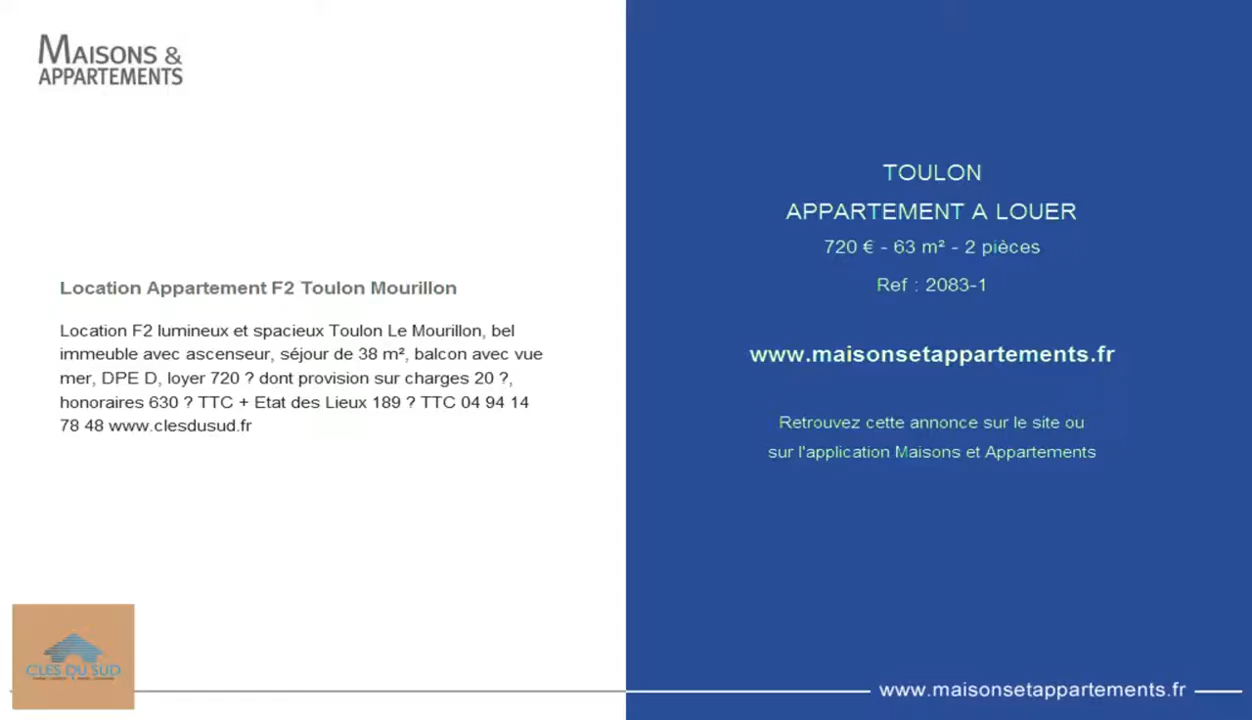 MAISONS &
APPARTEMENTS
Location Appartement F2 Toulon Mourillon
Location F2 lumineux et spacieux Toulon Le Mourillon, bel
immeuble avec ascenseur, séjour de 38 m², balcon avec vue
mer, DPE D, loyer 720 ? dont provision sur charges 20 ?,
honoraires 630 ? TTC + Etat des Lieux 189 ? TTC 04 94 14
78 48 www.clesdusud.fr
TOULON
APPARTEMENT A LOUER
720 € - 63 m² - 2 pièces
Ref : 2083-1
www.maisonsetappartements.fr
Retrouvez cette annonce sur le site ou
sur l'application Maisons et Appartements
CLES DU SUD
www.maisonsetappartements.fr